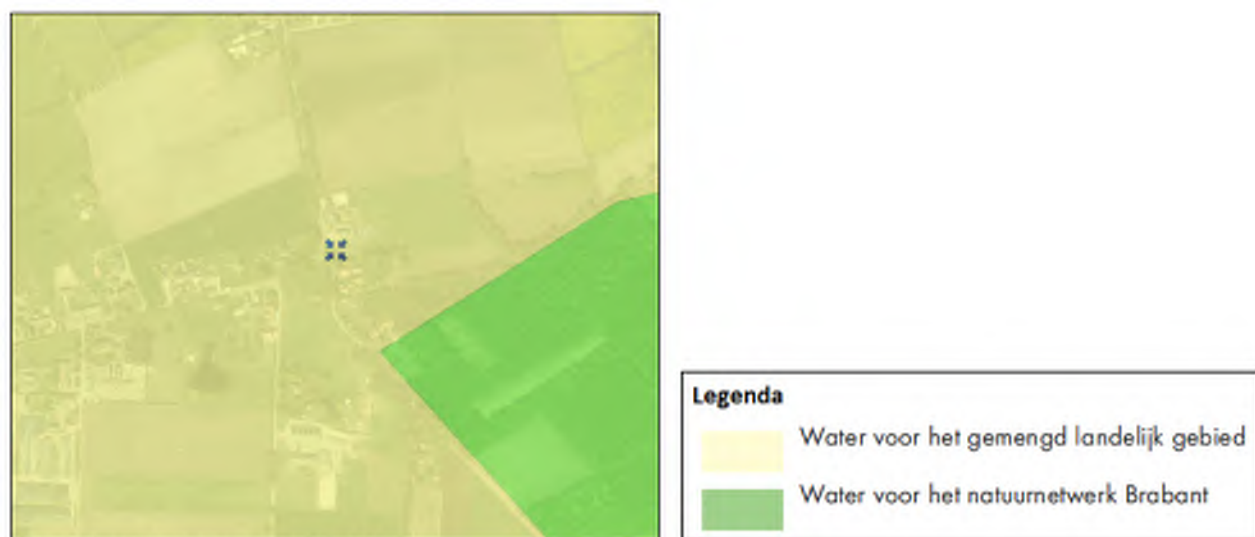 Legenda
Water voor het gemengd landelijk gebied
Water voor het natuurnetwerk Brabant